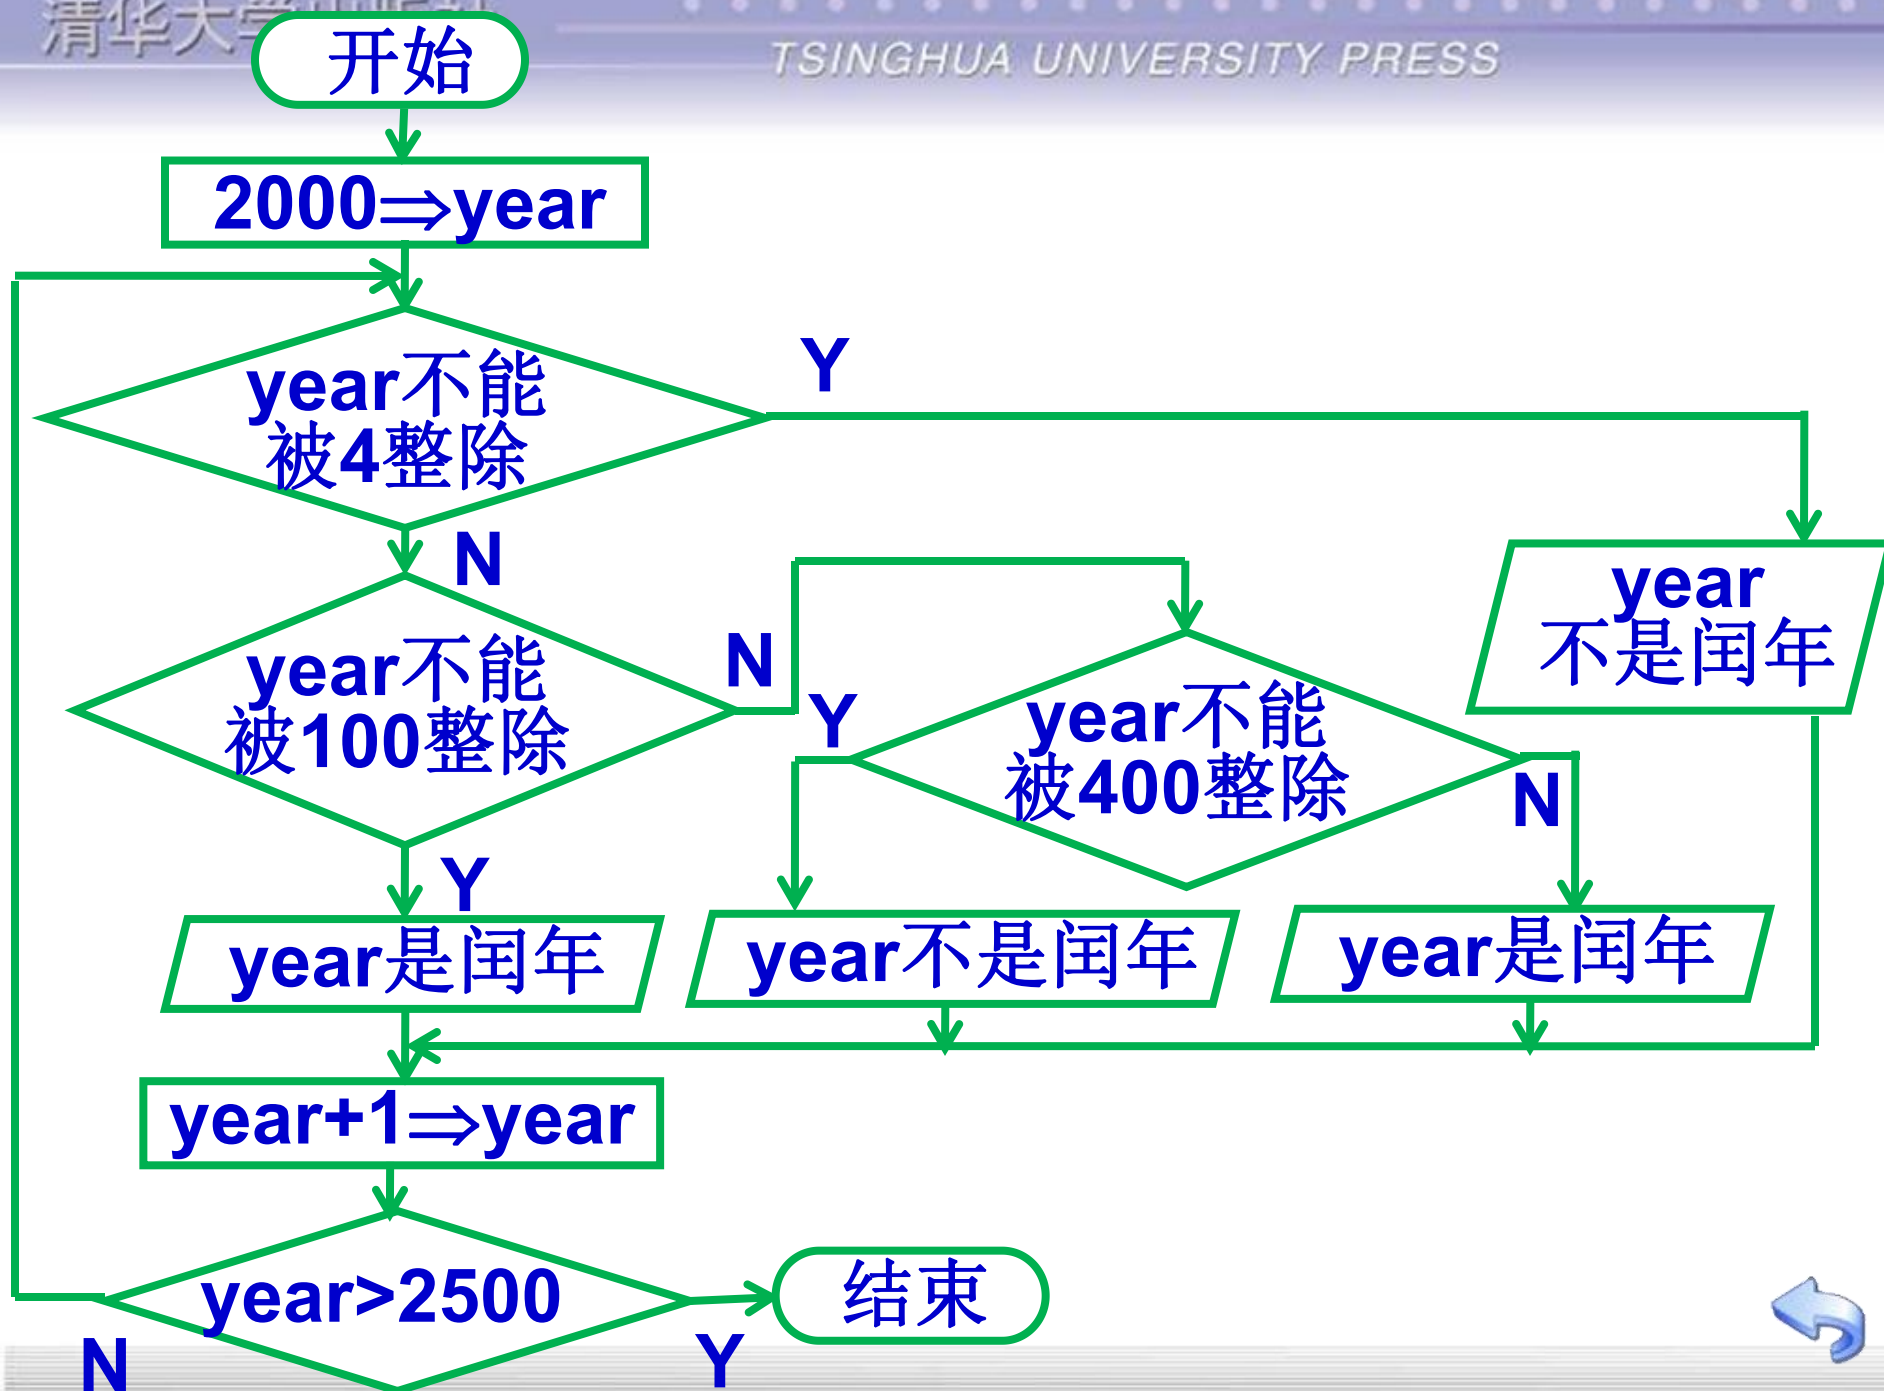 清华大学出版社
TSINGHUA UNIVERSITY PRESS
开始
2000⇒year
year不能
被4整除
Y
N
year不能
被100整除
N
Y
year不能
被400整除
Y
N
year
不是闰年
year是闰年
year不是闰年
year是闰年
year+1⇒year
year>2500
N
Y
结束